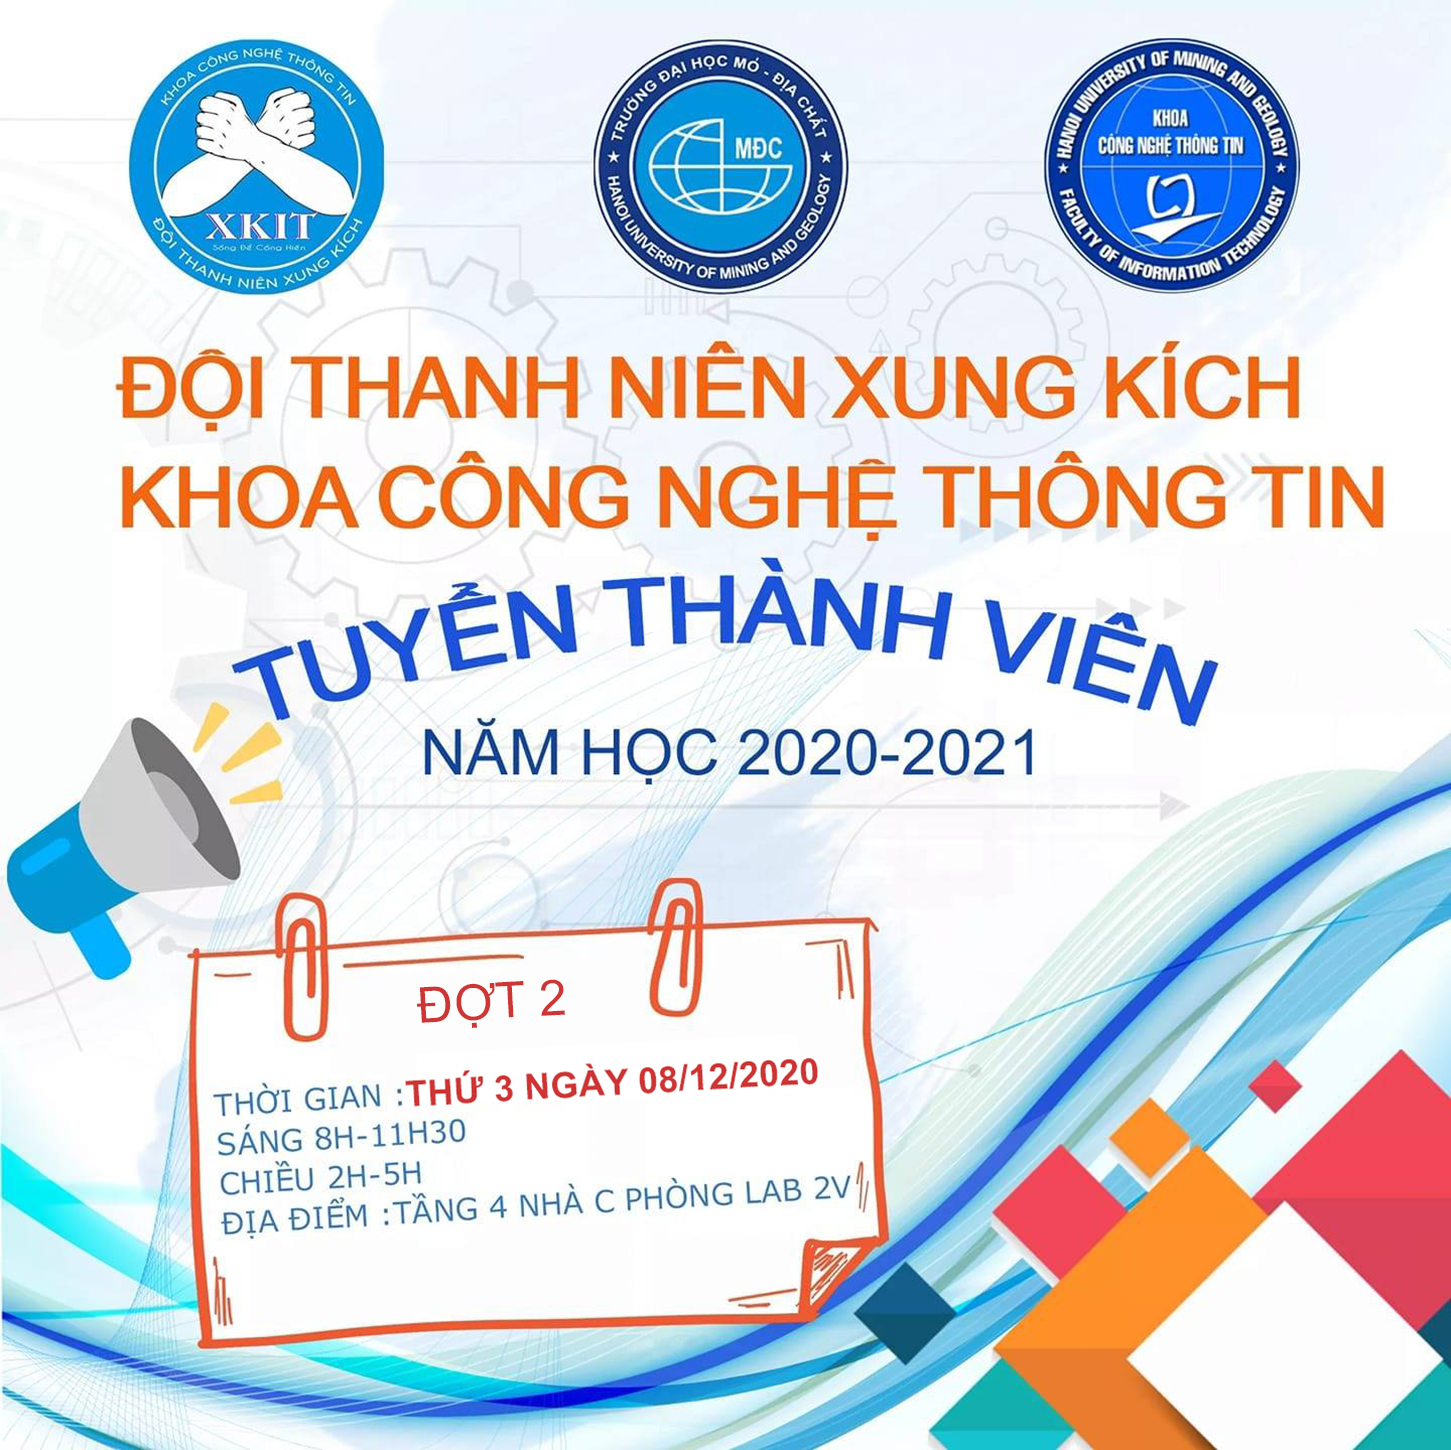 KHOA CÔNG NGHỆ THÔNG TIN
XKIT
Sống Để Cống Hiến
ĐỘI THANH NIÊN XUNG KÍCH
TRƯỜNG ĐẠI HỌC MỎ - ĐỊA CHẤT
MĐC
HANOI UNIVERSITY OF MINING AND GEOLOGY
HANOI UNIVERSITY OF MINING AND GEOLOGY
KHOA
CÔNG NGHỆ THÔNG TIN
FACULTY OF INFORMATION TECHNOLOGY
ĐỘI THANH NIÊN XUNG KÍCH
KHOA CÔNG NGHỆ THÔNG TIN
TUYỂN THÀNH VIÊN
NĂM HỌC 2020-2021
ĐỢT 2
THỜI GIAN :THỨ 3 NGÀY 08/12/2020
SÁNG 8H-11H30
CHIỀU 2H-5H
ĐỊA ĐIỂM :TẦNG 4 NHÀ C PHÒNG LAB 2V